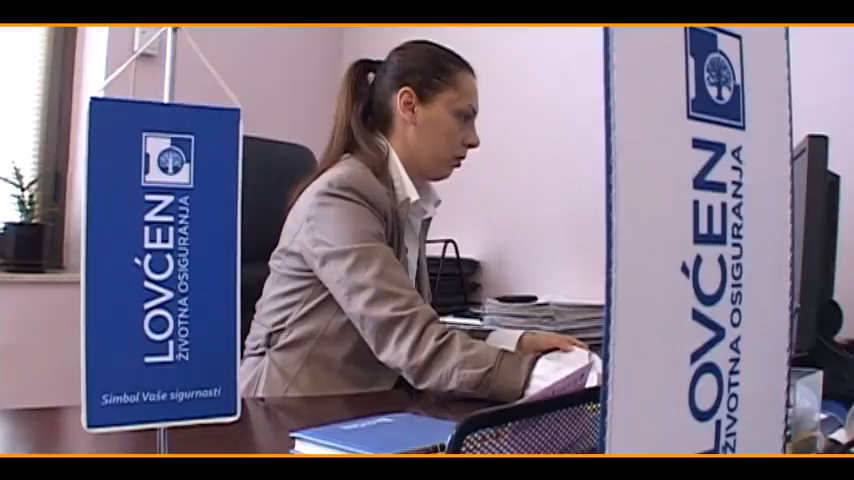 LOVĆEN
ŽIVOTNA OSIGURANJA
Simbol Vaše sigurnosti
LOVĆEN
ŽIVOTNA OSIGURANJA